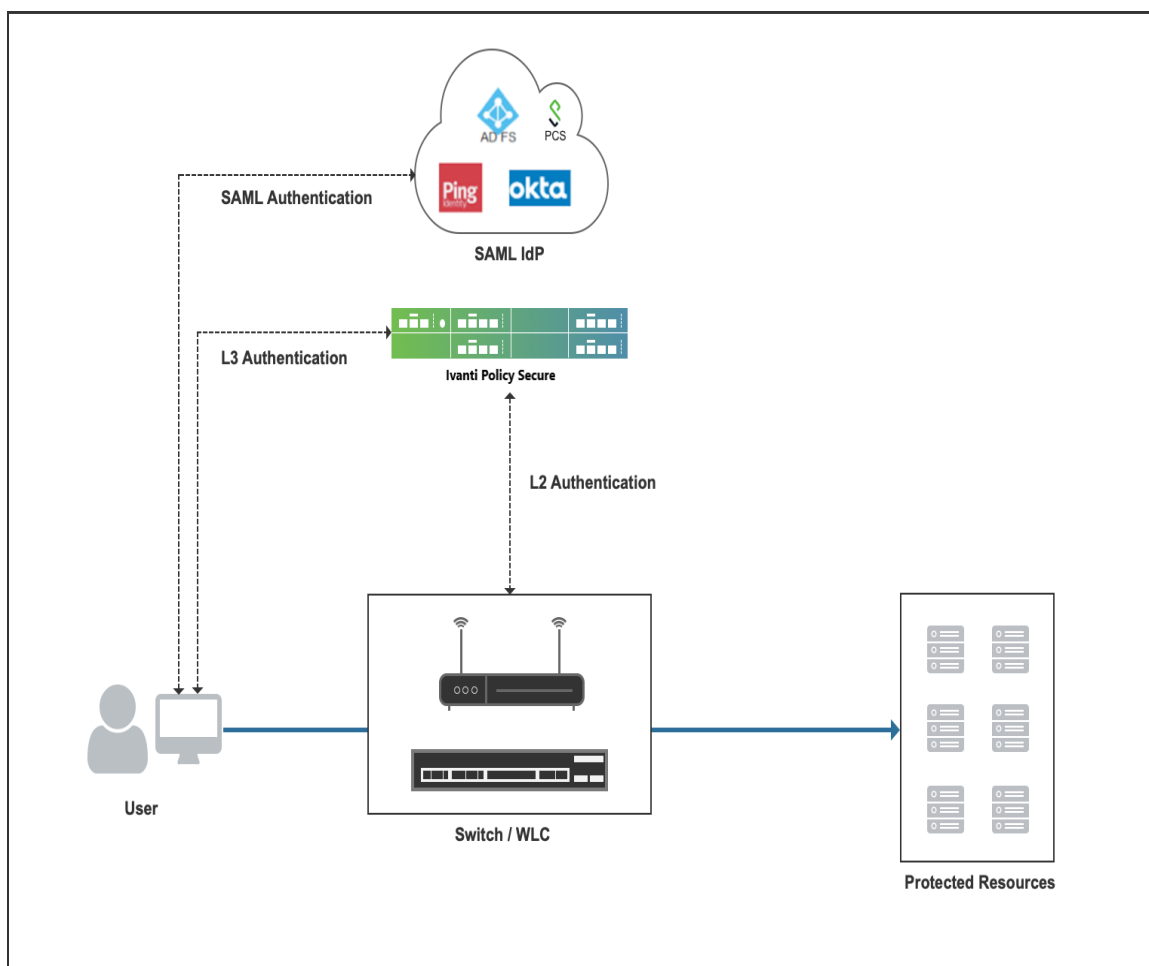 AD FS
PCS
Ping
Identity
okta
SAML Authentication
SAML IdP
L3 Authentication
Ivanti Policy Secure
L2 Authentication
User
Switch / WLC
Protected Resources